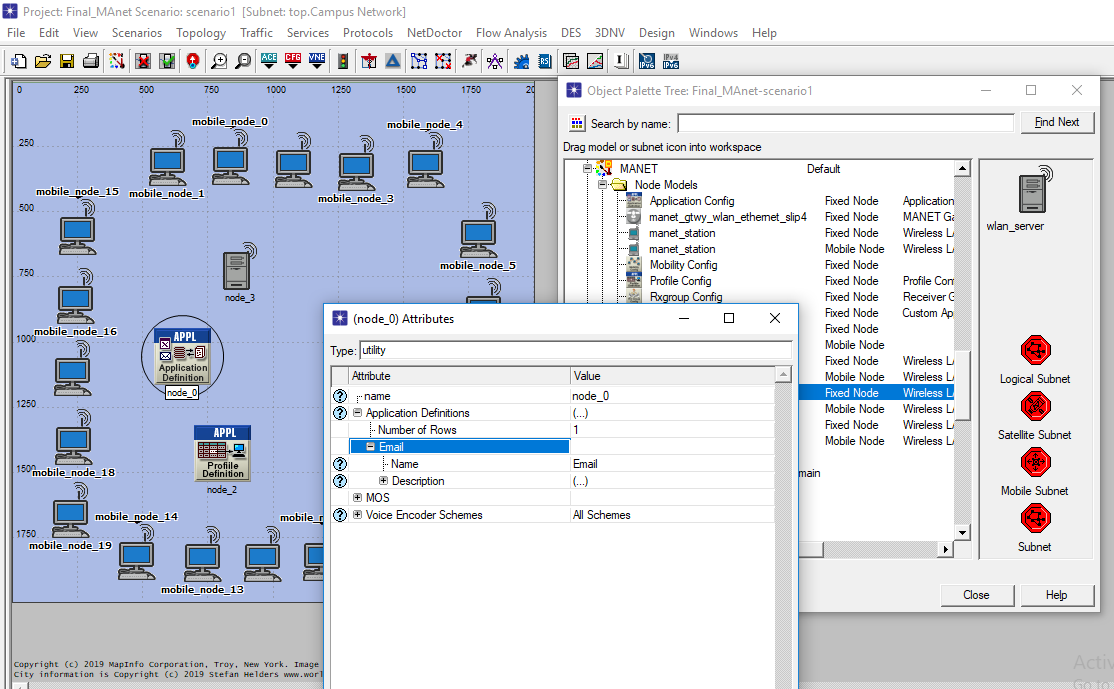 Project: Final_MAnet Scenario: scenario1 [Subnet: top.Campus Network]
File Edit View Scenarios Topology Traffic Services Protocols NetDoctor Flow Analysis DES 3DNV Design Windows Help
0 250 500 750 1000 1250 1500 1750 20
250
500
750
1000
1250
1500
1750
mobile_node_0
mobile_node_4
mobile_node_15
mobile_node_1
mobile_node_3
mobile_node_5
node_3
mobile_node_16
APPL
Application
Definition
node_0
APPL
Profile
Definition
node_2
mobile_node_18
mobile_node_14
mobile_n
mobile_node_19
mobile_node_13
Copyright (c) 2019 MapInfo Corporation, Troy, New York. Image
City information is Copyright (c) 2019 Stefan Helders www.worl
Object Palette Tree: Final_MAnet-scenario1
Search by name:
Find Next
Drag model or subnet icon into workspace
MANET Default
Node Models
Application Config Fixed Node Application
manet_gtwy_wlan_ethernet_slip4 Fixed Node MANET Ga
manet_station Fixed Node Wireless LA
manet_station Mobile Node Wireless LA
Mobility Config Fixed Node
Profile Config Fixed Node Profile Con
Rxgroup Config Fixed Node Receiver G
Fixed Node Custom Ap
Fixed Node
Mobile Node
Fixed Node Wireless LA
Mobile Node Wireless LA
Fixed Node Wireless LA
Mobile Node Wireless LA
Fixed Node Wireless LA
Mobile Node Wireless LA
main
wlan_server
Logical Subnet
Satellite Subnet
Mobile Subnet
Subnet
Close
Help
(node_0) Attributes
Type: utility
Attribute Value
name node_0
Application Definitions (...)
Number of Rows 1
Email
Name Email
Description (...)
MOS
Voice Encoder Schemes All Schemes
Activ
Go to